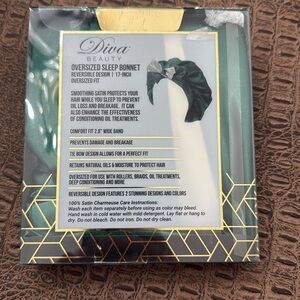 Diva
BEAUTY
OVERSIZED SLEEP BONNET
REVERSIBLE DESIGN | 17-INCH
OVERSIZED FIT
SMOOTHING SATIN PROTECTS YOUR
HAIR WHILE YOU SLEEP TO PREVENT
OIL LOSS AND BREAKAGE. IT CAN
ALSO ENHANCE THE EFFECTIVENESS
OF CONDITIONING OIL TREATMENTS.
COMFORT FIT 2.8" WIDE BAND
PREVENTS DAMAGE AND BREAKAGE
TIE BOW DESIGN ALLOWS FOR A PERFECT FIT
RETAINS NATURAL OILS & MOISTURE TO PROTECT HAIR
OVERSIZED FOR USE WITH ROLLERS, BRAIDS, OIL TREATMENTS,
DEEP CONDITIONING AND MORE
REVERSIBLE DESIGN FEATURES 2 STUNNING DESIGNS AND COLORS
100% Satin Charmeuse Care Instructions:
Wash each item separately before using as color may bleed.
Hand wash in cold water with mild detergent. Lay flat or hang to
dry. Do not bleach. Do not iron. Do not dry clean.